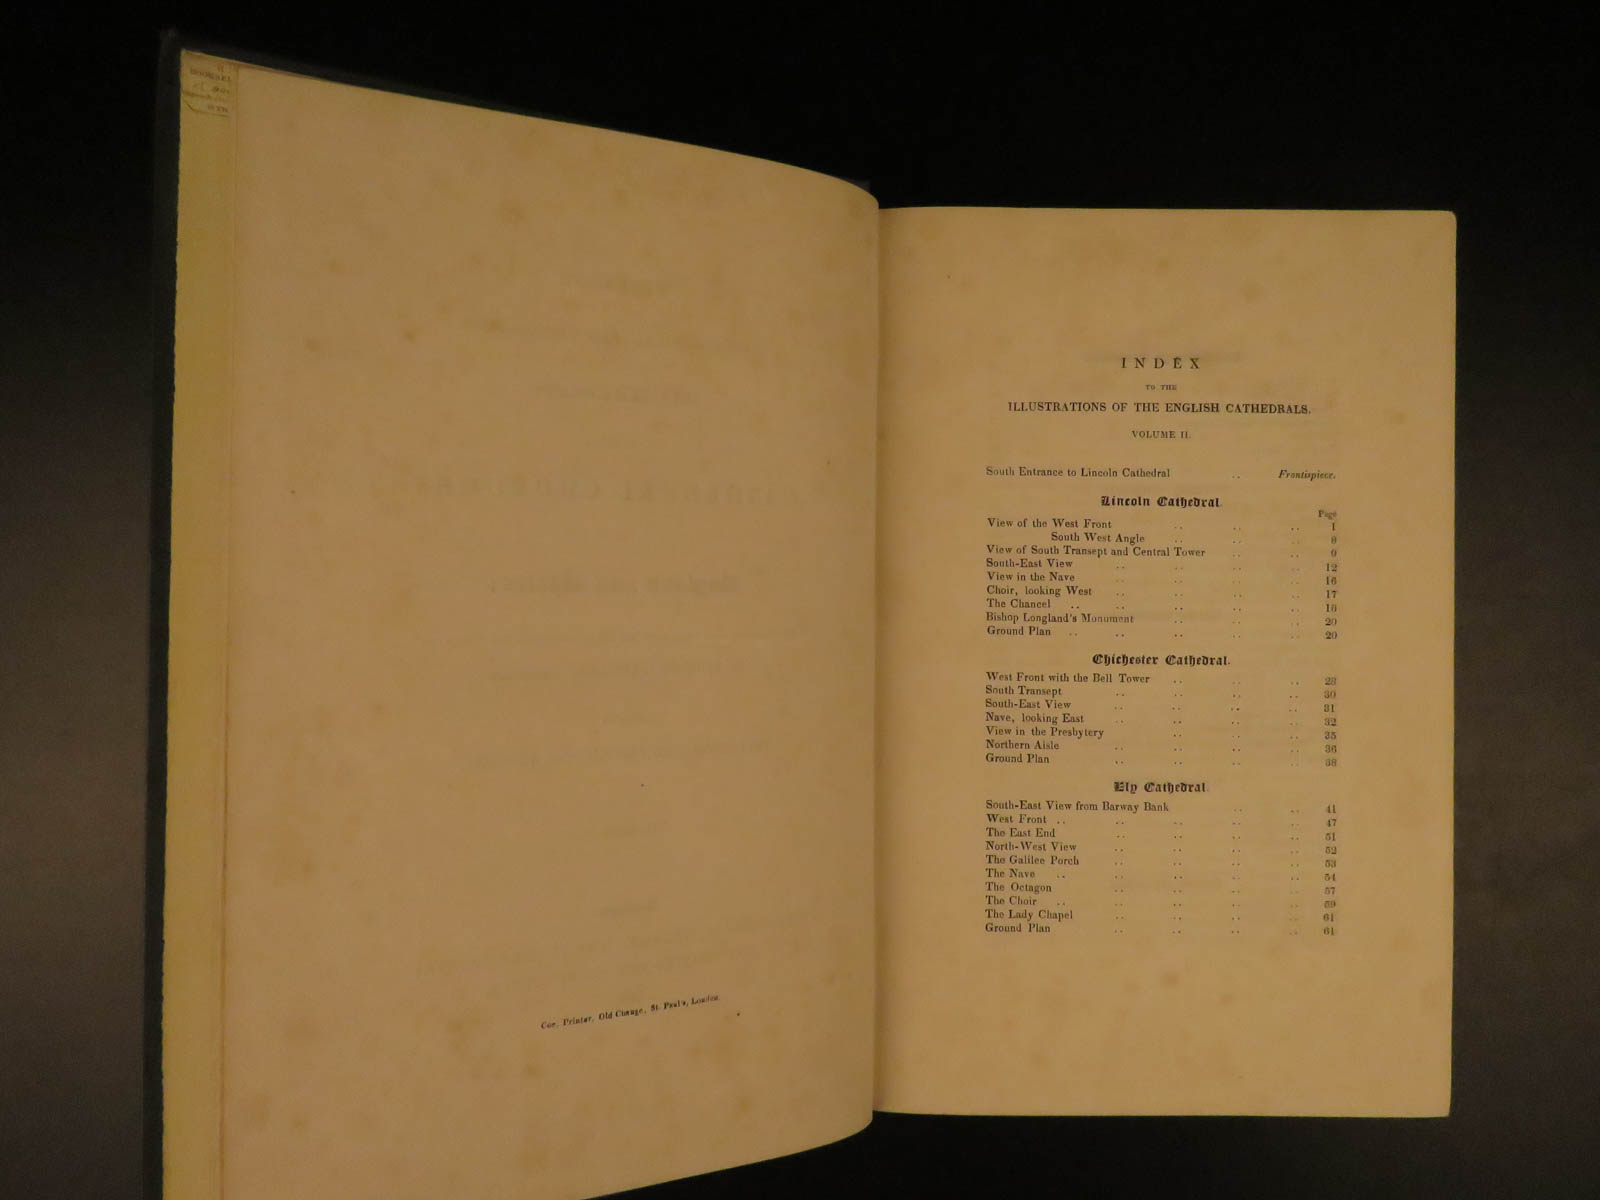 Coe, Printer, Old Change, St. Paul's, London.
INDEX
TO THE
ILLUSTRATIONS OF THE ENGLISH CATHEDRALS.
VOLUME II.
South Entrance to Lincoln Cathedral .. Frontispiece.
Lincoln Cathedral.
Page
View of the West Front .. .. .. 1
South West Angle .. .. .. 8
View of South Transept and Central Tower .. .. 9
South-East View .. .. .. .. 12
View in the Nave .. .. .. .. 16
Choir, looking West .. .. .. .. 17
The Chancel .. .. .. .. .. 18
Bishop Longland's Monument .. .. .. 20
Ground Plan .. .. .. .. .. 20
Chichester Cathedral.
West Front with the Bell Tower .. .. .. 28
South Transept .. .. .. .. 30
South-East View .. .. .. .. 31
Nave, looking East .. .. .. .. 32
View in the Presbytery .. .. .. 35
Northern Aisle .. .. .. .. 36
Ground Plan .. .. .. .. 38
Ely Cathedral.
South-East View from Barway Bank .. .. 41
West Front .. .. .. .. .. 47
The East End .. .. .. .. 51
North-West View .. .. .. .. 52
The Galilee Porch .. .. .. .. 53
The Nave .. .. .. .. .. 54
The Octagon .. .. .. .. 57
The Choir .. .. .. .. .. 59
The Lady Chapel .. .. .. .. 61
Ground Plan .. .. .. .. 61